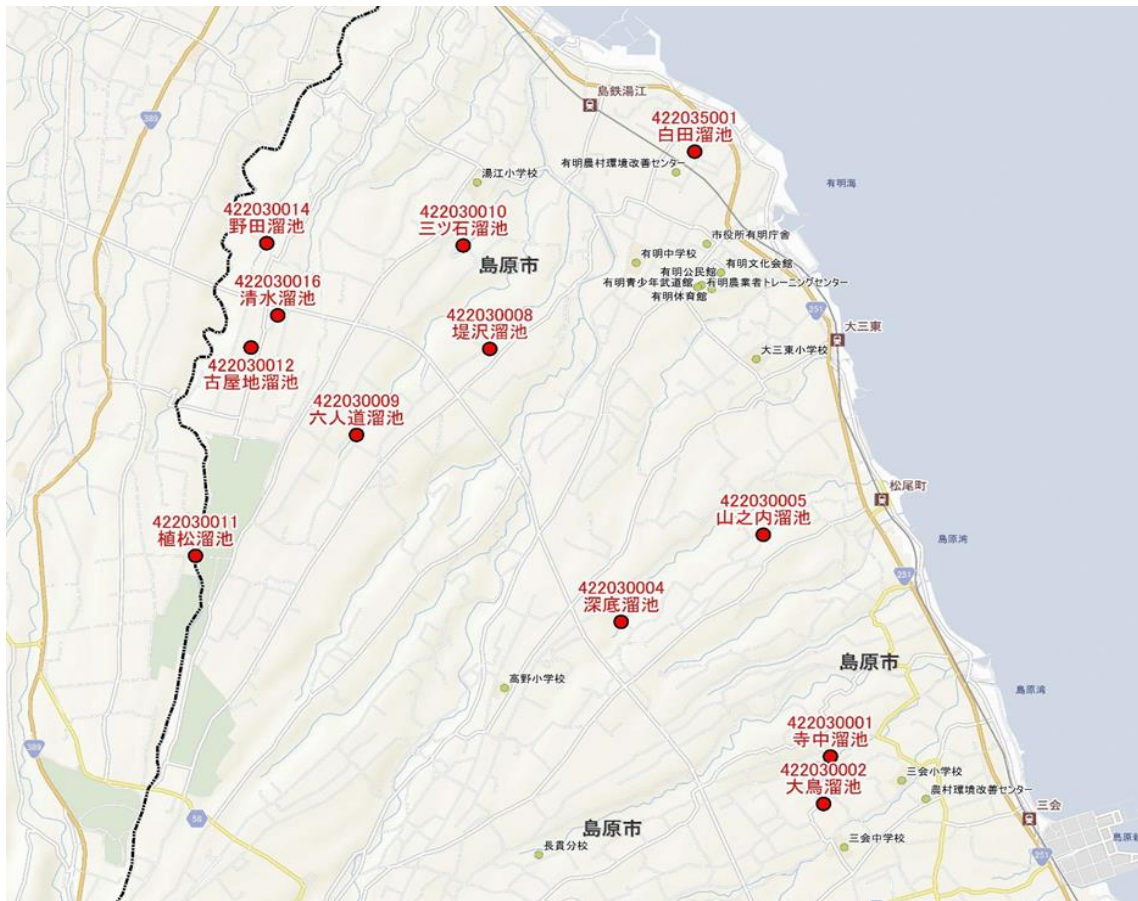 島鉄湯江
422035001
白田溜池
385
有明農村環境改善センター
湯江小学校
有明海
422030014
野田溜池
422030010
三ツ石溜池
市役所有明庁舎
有明中学校
島原市
有明文化会館
有明公民館
有明青少年武道館
有明農業者トレーニングセンター
有明体育館
422030016
清水溜池
422030008
堤沢溜池
251
大三東
422030012
古屋地溜池
大三東小学校
422030009
六人道溜池
松尾町
422030005
山之内溜池
422030011
植松溜池
島原湾
251
422030004
深底溜池
島原市
高野小学校
島原湾
422030001
寺中溜池
389
422030002
大鳥溜池
三会小学校
農村環境改善センター
58
三会
島原市
三会中学校
長貫分校
251